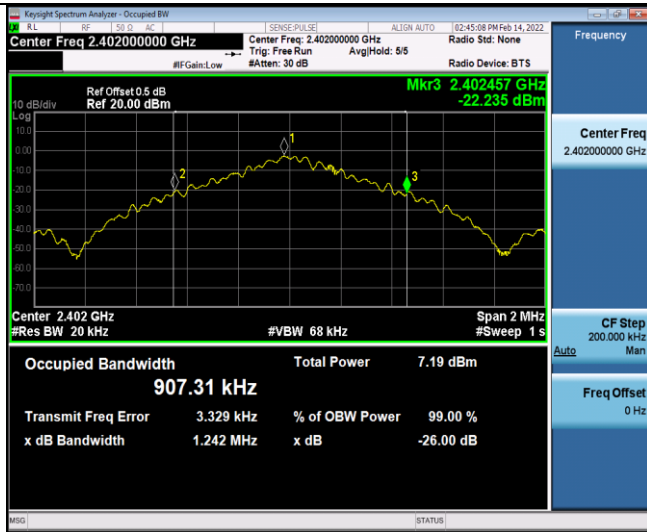 Keysight Spectrum Analyzer - Occupied BW
RL RF 50 Ω AC SENSE:PULSE ALIGN AUTO 02:45:08 PM Feb 14, 2022
Center Freq 2.402000000 GHz
Center Freq: 2.402000000 GHz
Radio Std: None
Trig: Free Run Avg|Hold: 5/5
#IFGain:Low
#Atten: 30 dB
Radio Device: BTS
Frequency
Ref Offset 0.5 dB
Mkr3 2.402457 GHz
10 dB/div Ref 20.00 dBm
-22.235 dBm
Log
10.0
0.00
-10.0
-20.0
-30.0
-40.0
-50.0
-60.0
-70.0
1
2
3
Center Freq
2.402000000 GHz
Center 2.402 GHz Span 2 MHz
#Res BW 20 kHz #VBW 68 kHz #Sweep 1 s
CF Step
200.000 kHz
Auto Man
Occupied Bandwidth Total Power 7.19 dBm
907.31 kHz
Transmit Freq Error 3.329 kHz % of OBW Power 99.00 %
x dB Bandwidth 1.242 MHz x dB -26.00 dB
Freq Offset
0 Hz
MSG STATUS